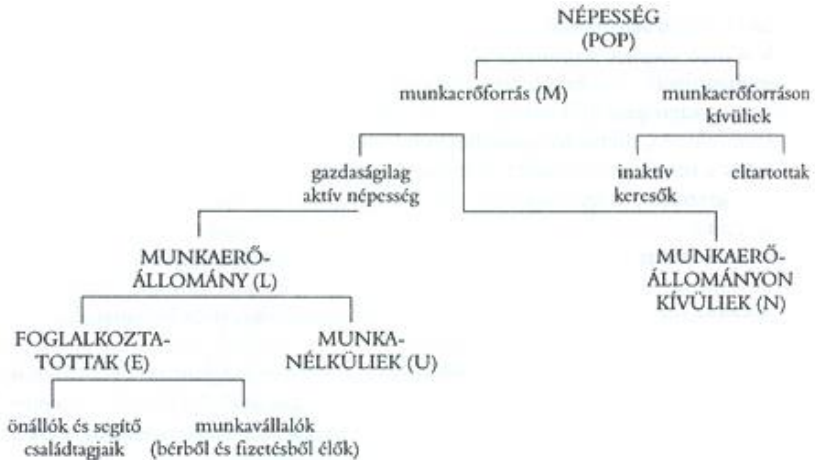 NÉPESSÉG
(POP)
munkaerőforrás (M)
munkaerőforráson
kívüliek
gazdaságilag
aktív népesség
inaktív
keresők
eltartottak
MUNKAERŐ-
ÁLLOMÁNY (L)
MUNKAERŐ-
ÁLLOMÁNYON
KÍVÜLIEK (N)
FOGLALKOZTA-
TOTTAK (E)
MUNKA-
NÉLKÜLIEK (U)
önállók és segítő
családtagjaik
munkavállalók
(bérből és fizetésből élők)